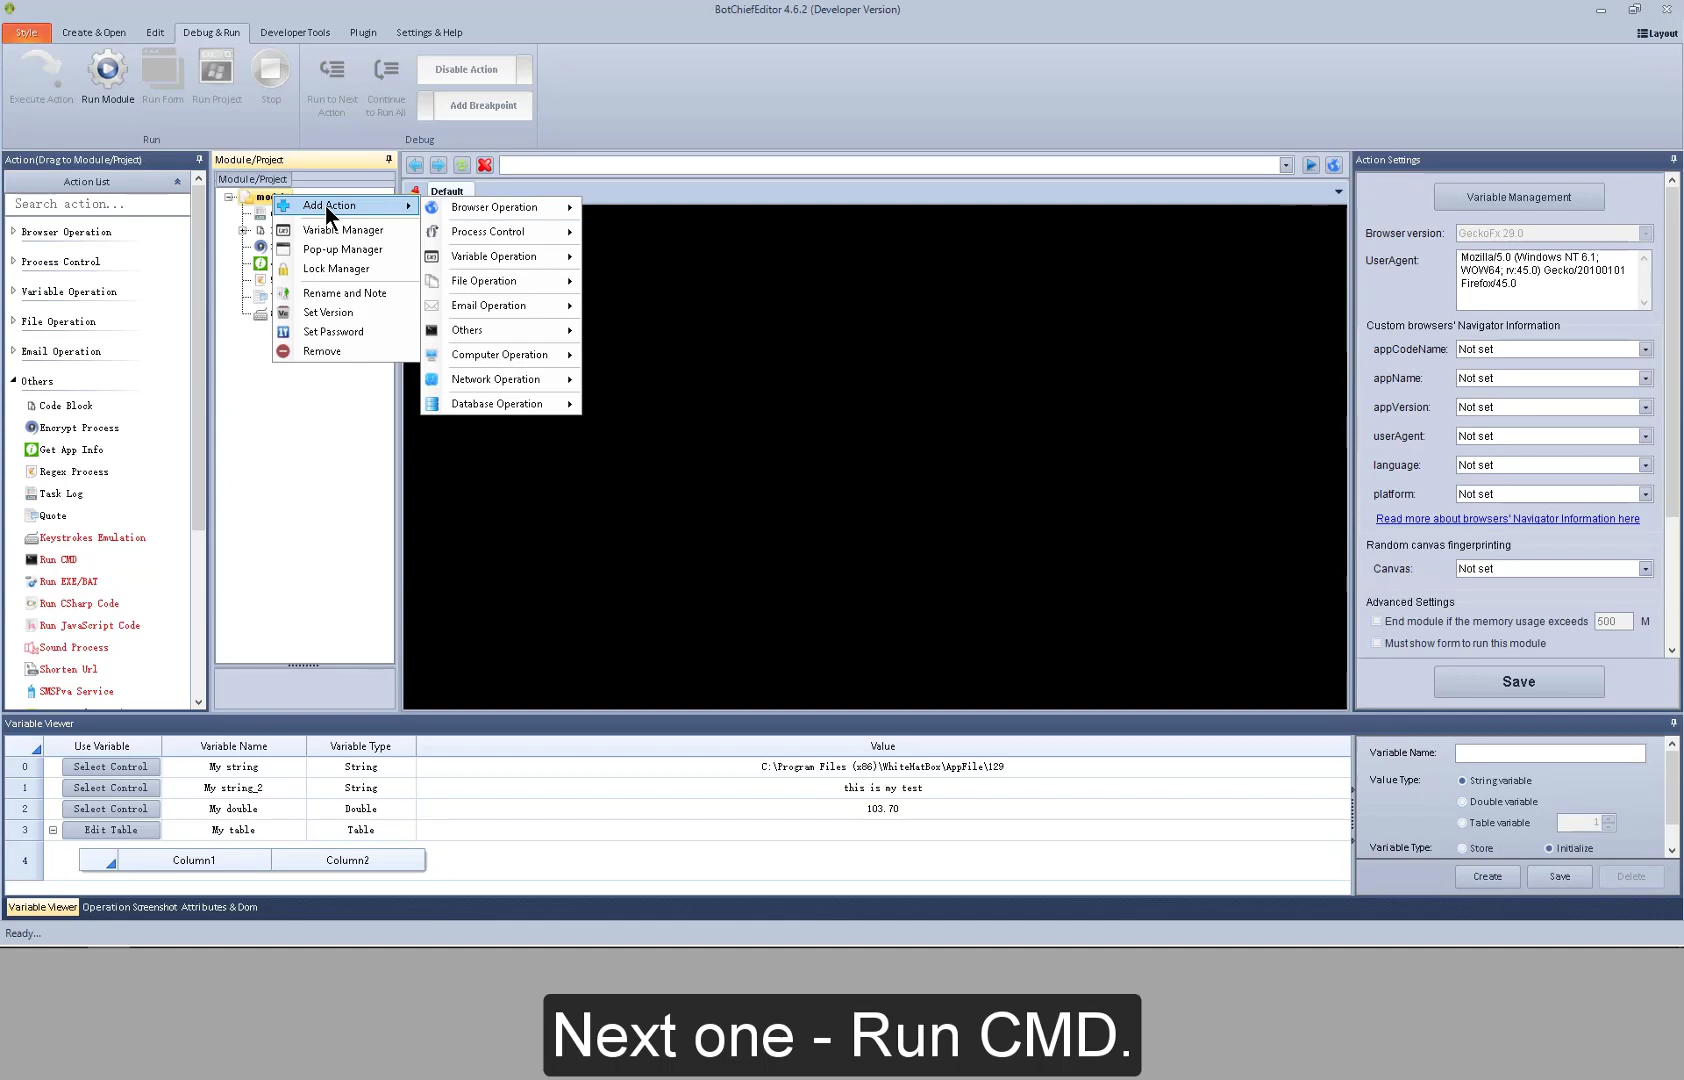 BotChiefEditor 4.6.2 (Developer Version)
Style
Create & Open
Edit
Debug & Run
Developer Tools
Plugin
Settings & Help
Layout
Execute Action
Run Module
Run Form
Run Project
Stop
Run to Next
Action
Continue
to Run All
Disable Action
Add Breakpoint
Run
Debug
Action(Drag to Module/Project)
Action List
Search action...
Browser Operation
Process Control
Variable Operation
File Operation
Email Operation
Others
Code Block
Encrypt Process
Get App Info
Regex Process
Task Log
Quote
Keystrokes Emulation
Run CMD
Run EXE/BAT
Run CSharp Code
Run JavaScript Code
Sound Process
Shorten Url
SMSPva Service
Module/Project
Module/Project
Default
Add Action
Variable Manager
Pop-up Manager
Lock Manager
Rename and Note
Set Version
Set Password
Remove
Browser Operation
Process Control
Variable Operation
File Operation
Email Operation
Others
Computer Operation
Network Operation
Database Operation
Action Settings
Variable Management
Browser version: GeckoFx 29.0
UserAgent: Mozilla/5.0 (Windows NT 6.1;
WOW64; rv:45.0) Gecko/20100101
Firefox/45.0
Custom browsers' Navigator Information
appCodeName: Not set
appName: Not set
appVersion: Not set
userAgent: Not set
language: Not set
platform: Not set
Read more about browsers' Navigator Information here
Random canvas fingerprinting
Canvas: Not set
Advanced Settings
End module if the memory usage exceeds 500 M
Must show form to run this module
Save
Variable Viewer
Use Variable Variable Name Variable Type Value
0 Select Control My string String C:\Program Files (x86)\WhiteHatBox\AppFile\129
1 Select Control My string_2 String this is my test
2 Select Control My double Double 103.70
3 Edit Table My table Table
4 Column1 Column2
Variable Name:
Value Type: String variable
Double variable
Table variable 1
Variable Type: Store Initialize
Create Save Delete
Variable Viewer Operation Screenshot Attributes & Dom
Ready...
Next one - Run CMD.